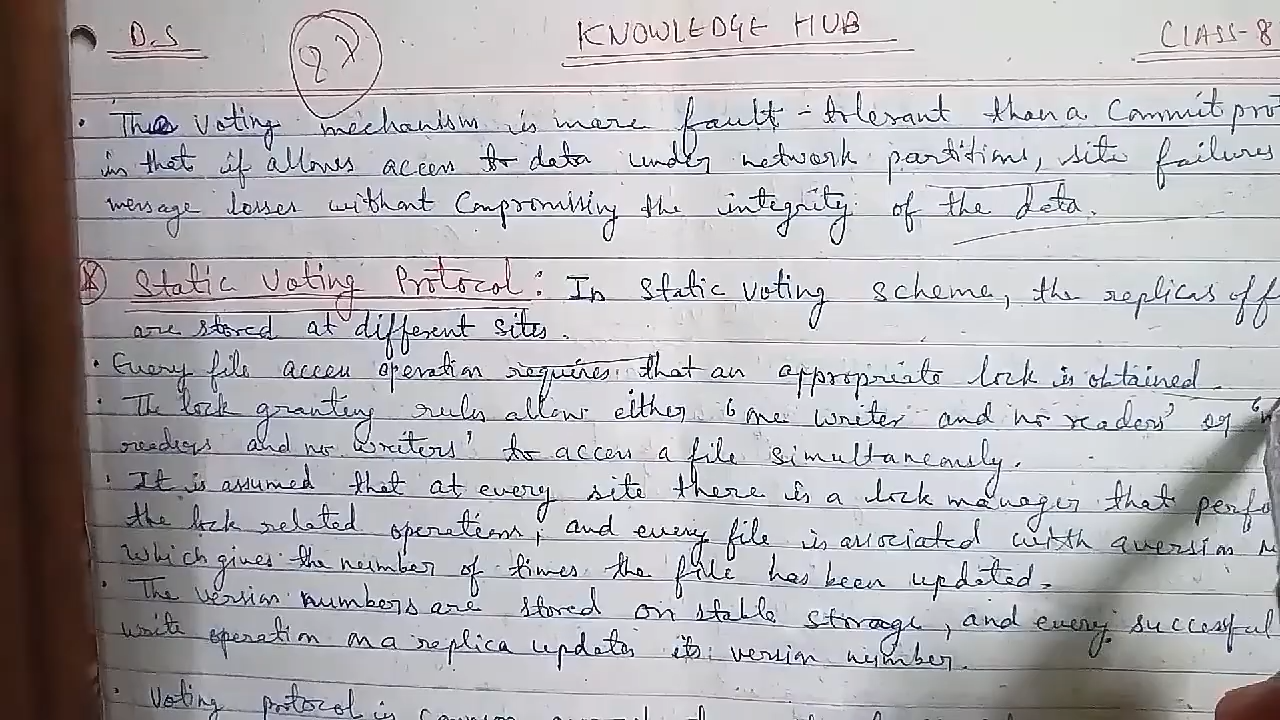 D.S 27 KNOWLEDGE HUB CLASS-8
• The voting mechanism is more fault-tolerant than a Commit pro
in that if allows access to data under network partitions, site failures
message losses without Compromising the integrity of the data.
Static Voting Protocol: In static voting scheme, the replicas of f
are stored at different sites.
• Every file access operation requires that an appropriate lock is obtained.
• The lock granting rules allow either 'one writer and no readers' or
readers and no writers' to access a file simultaneously.
• It is assumed that at every site there is a lock manager that perfo
the lock related operations, and every file is associated with a version
which gives the number of times the file has been updated.
• The version numbers are stored on stable storage, and every successful
write operation on a replica updates its version number.
• Voting protocol is